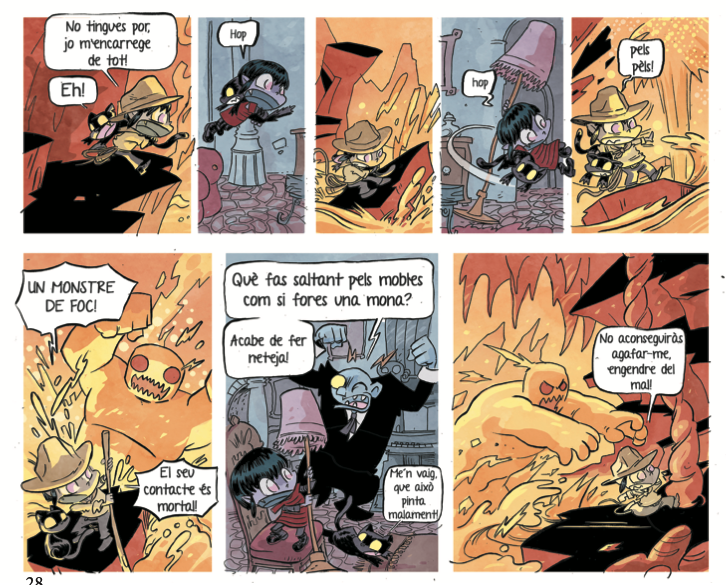 No tingues por,
jo m'encarrege
de tot!
Eh!
Hop
hop
pels
pèls!
UN MONSTRE
DE FOC!
El seu
contacte és
mortal!
Què fas saltant pels mobles
com si fores una mona?
Acabe de fer
neteja!
Me'n vaig,
que això
pinta
malament!
No aconseguiràs
agafar-me,
engendre del
mal!
28